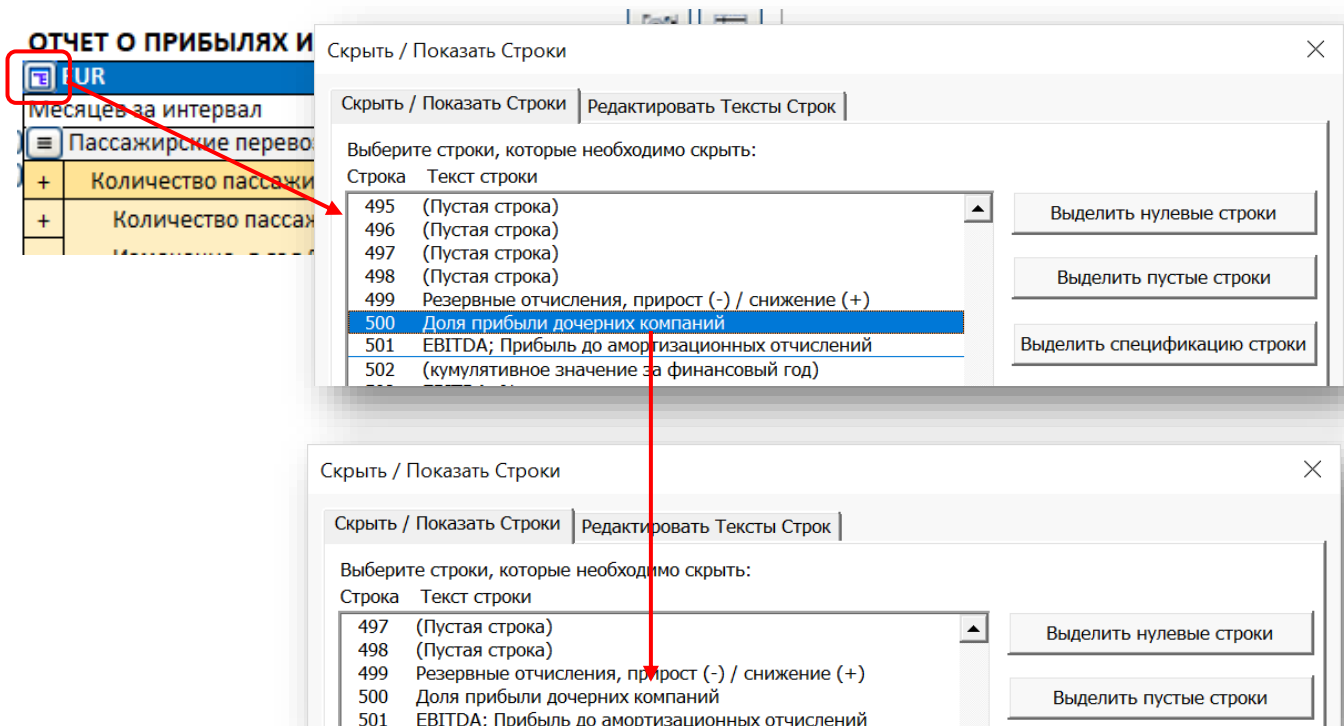 ОТЧЕТ О ПРИБЫЛЯХ И
EUR
Месяцев за интервал
Пассажирские перево
+ Количество пассажи
+ Количество пассаж
Скрыть / Показать Строки
Скрыть / Показать Строки Редактировать Тексты Строк
Выберите строки, которые необходимо скрыть:
Строка Текст строки
495 (Пустая строка)
496 (Пустая строка)
497 (Пустая строка)
498 (Пустая строка)
499 Резервные отчисления, прирост (-) / снижение (+)
500 Доля прибыли дочерних компаний
501 EBITDA; Прибыль до амортизационных отчислений
502 (кумулятивное значение за финансовый год)
Выделить нулевые строки
Выделить пустые строки
Выделить спецификацию строки
Скрыть / Показать Строки
Скрыть / Показать Строки Редактировать Тексты Строк
Выберите строки, которые необходимо скрыть:
Строка Текст строки
497 (Пустая строка)
498 (Пустая строка)
499 Резервные отчисления, прирост (-) / снижение (+)
500 Доля прибыли дочерних компаний
501 EBITDA; Прибыль до амортизационных отчислений
Выделить нулевые строки
Выделить пустые строки